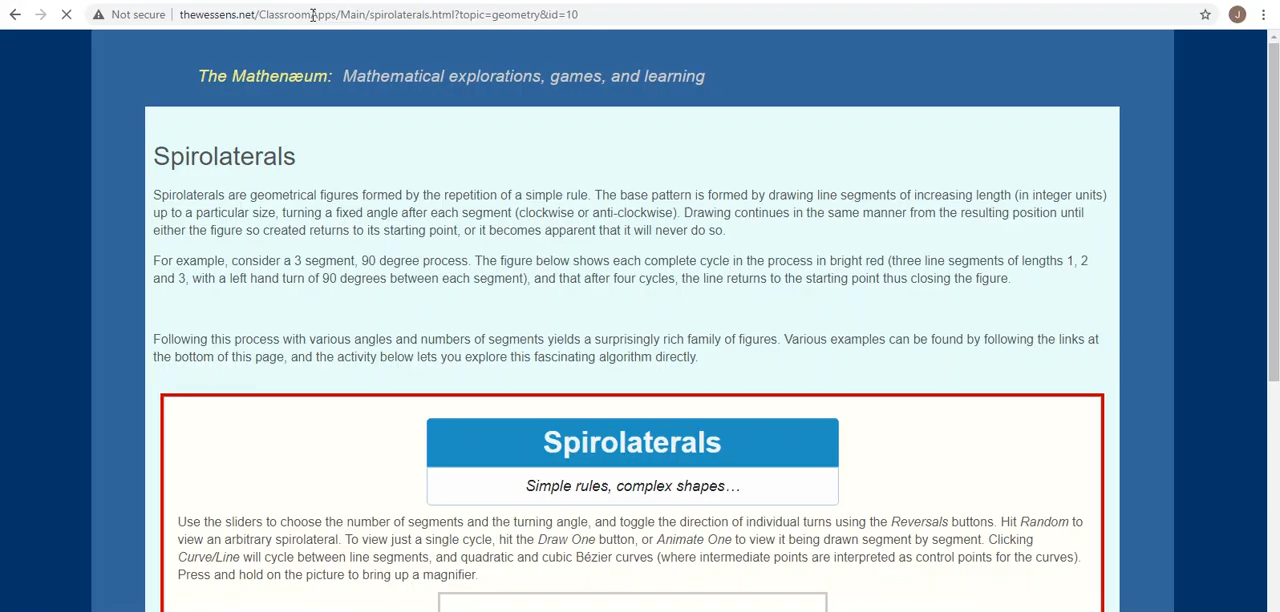 Not secure | thewessens.net/ClassroomApps/Main/spirolaterals.html?topic=geometry&id=10
J
The Mathenæum: Mathematical explorations, games, and learning
Spirolaterals
Spirolaterals are geometrical figures formed by the repetition of a simple rule. The base pattern is formed by drawing line segments of increasing length (in integer units)
up to a particular size, turning a fixed angle after each segment (clockwise or anti-clockwise). Drawing continues in the same manner from the resulting position until
either the figure so created returns to its starting point, or it becomes apparent that it will never do so.
For example, consider a 3 segment, 90 degree process. The figure below shows each complete cycle in the process in bright red (three line segments of lengths 1, 2
and 3, with a left hand turn of 90 degrees between each segment), and that after four cycles, the line returns to the starting point thus closing the figure.
Following this process with various angles and numbers of segments yields a surprisingly rich family of figures. Various examples can be found by following the links at
the bottom of this page, and the activity below lets you explore this fascinating algorithm directly.
Spirolaterals
Simple rules, complex shapes…
Use the sliders to choose the number of segments and the turning angle, and toggle the direction of individual turns using the Reversals buttons. Hit Random to
view an arbitrary spirolateral. To view just a single cycle, hit the Draw One button, or Animate One to view it being drawn segment by segment. Clicking
Curve/Line will cycle between line segments, and quadratic and cubic Bézier curves (where intermediate points are interpreted as control points for the curves).
Press and hold on the picture to bring up a magnifier.